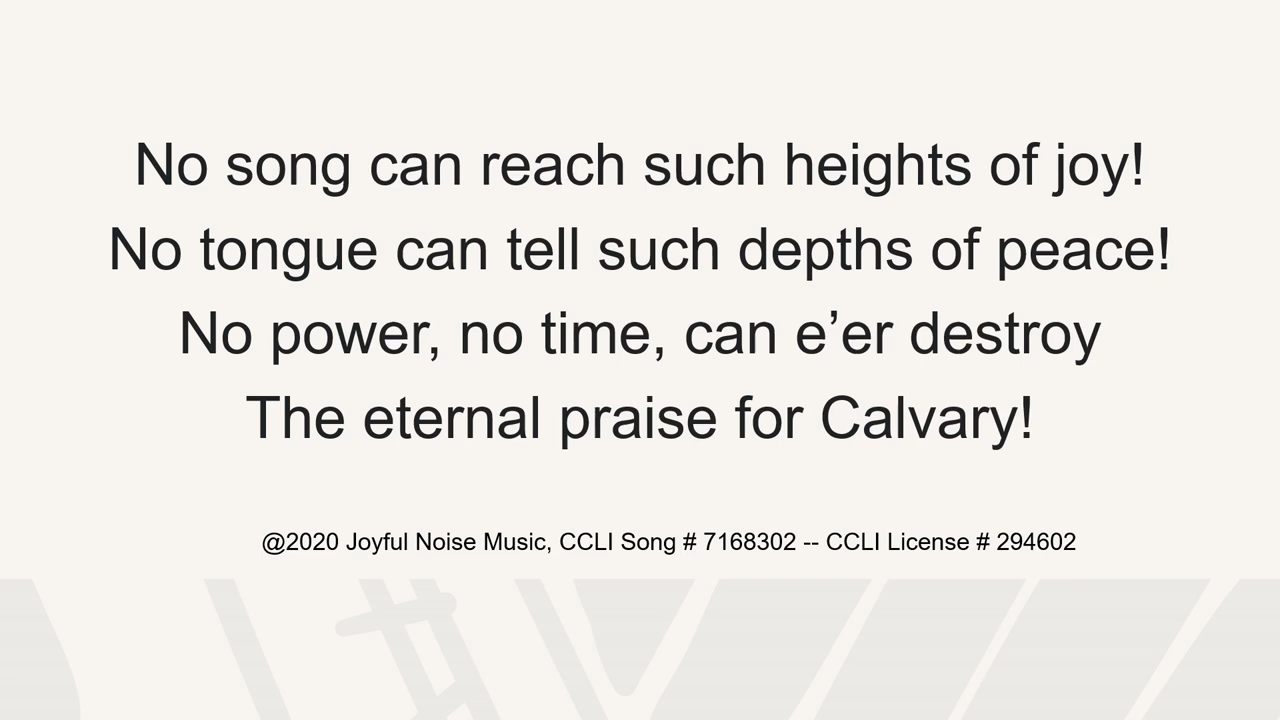 No song can reach such heights of joy!
No tongue can tell such depths of peace!
No power, no time, can e’er destroy
The eternal praise for Calvary!
@2020 Joyful Noise Music, CCLI Song # 7168302 -- CCLI License # 294602